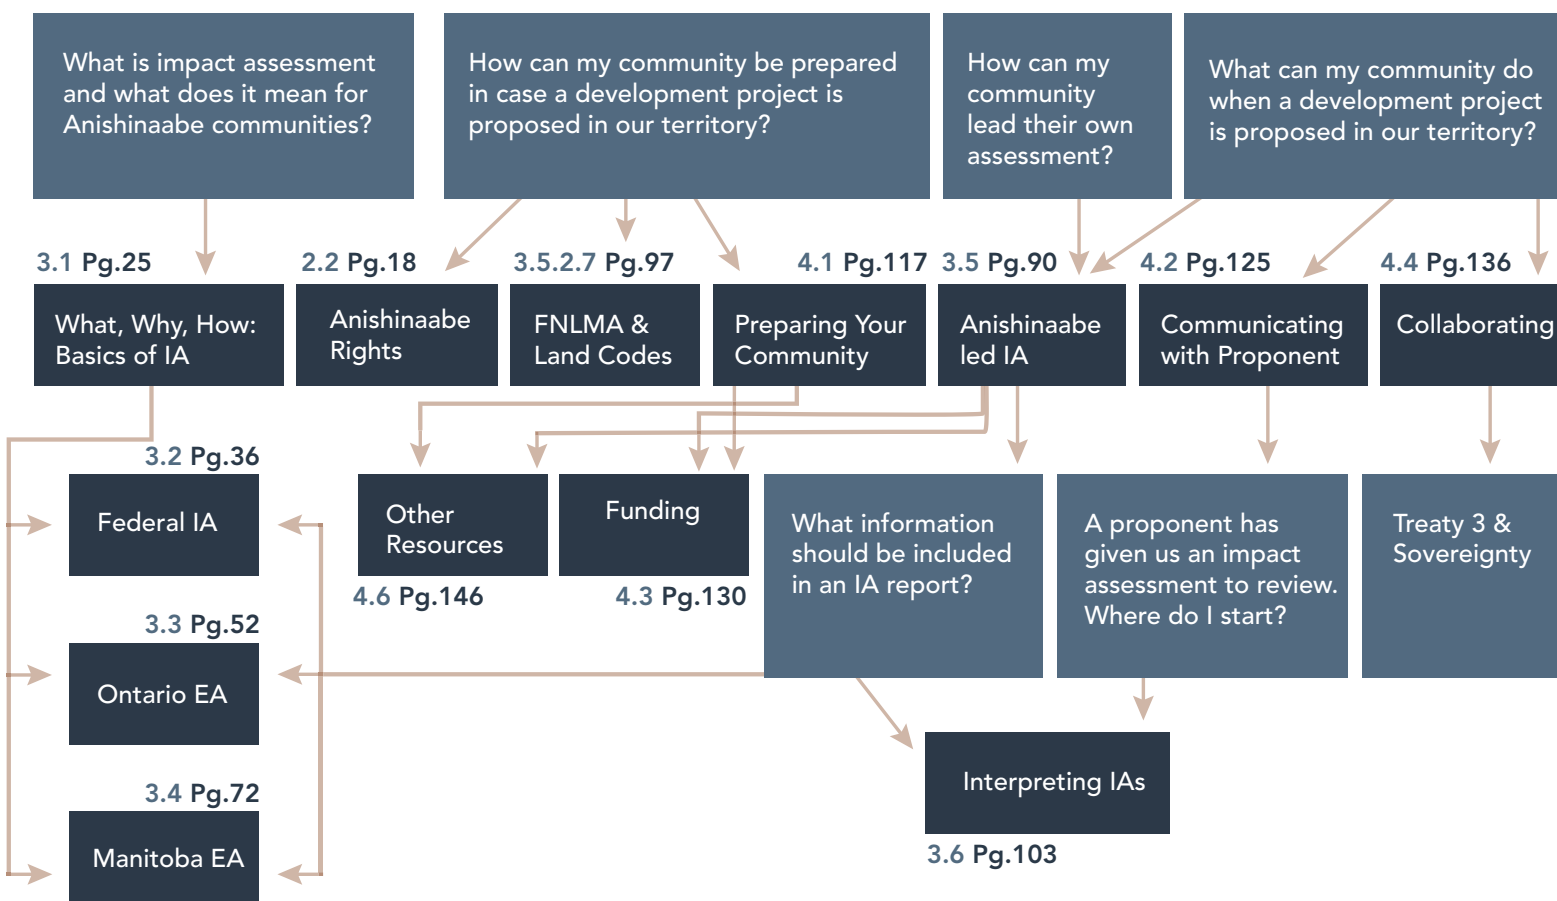 What is impact assessment
and what does it mean for
Anishinaabe communities?
How can my community be prepared
in case a development project is
proposed in our territory?
How can my
community
lead their own
assessment?
What can my community do
when a development project
is proposed in our territory?
3.1 Pg.25
2.2 Pg.18
3.5.2.7 Pg.97
4.1 Pg.117
3.5 Pg.90
4.2 Pg.125
4.4 Pg.136
What, Why, How:
Basics of IA
Anishinaabe
Rights
FNLMA &
Land Codes
Preparing Your
Community
Anishinaabe
led IA
Communicating
with Proponent
Collaborating
3.2 Pg.36
Federal IA
Other
Resources
4.6 Pg.146
Funding
4.3 Pg.130
What information
should be included
in an IA report?
A proponent has
given us an impact
assessment to review.
Where do I start?
Treaty 3 &
Sovereignty
3.3 Pg.52
Ontario EA
Interpreting IAs
3.6 Pg.103
3.4 Pg.72
Manitoba EA